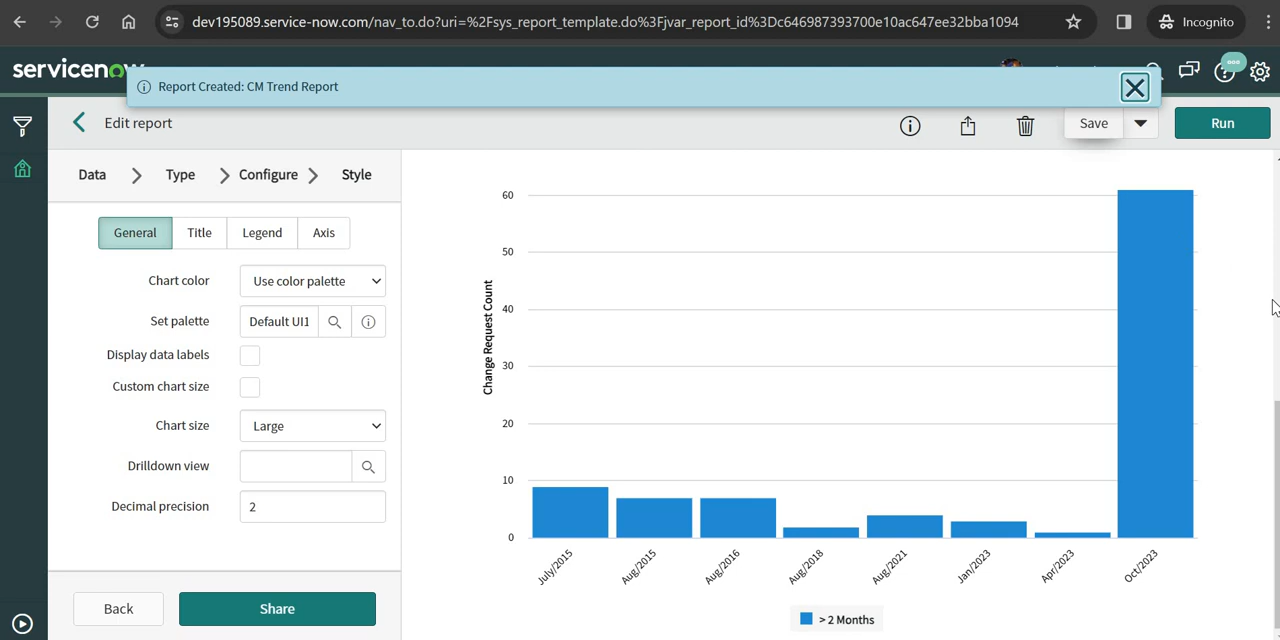 dev195089.service-now.com/nav_to.do?uri=%2Fsys_report_template.do%3Fjvar_report_id%3Dc646987393700e10ac647ee32bba1094
Incognito
servicenow
Report Created: CM Trend Report
Edit report
Save
Run
Data
Type
Configure
Style
General
Title
Legend
Axis
Chart color
Use color palette
Set palette
Default UI1
Display data labels
Custom chart size
Chart size
Large
Drilldown view
Decimal precision
2
Back
Share
Change Request Count
60
50
40
30
20
10
0
July/2015
Aug/2015
Aug/2016
Aug/2018
Aug/2021
Jan/2023
Apr/2023
Oct/2023
> 2 Months